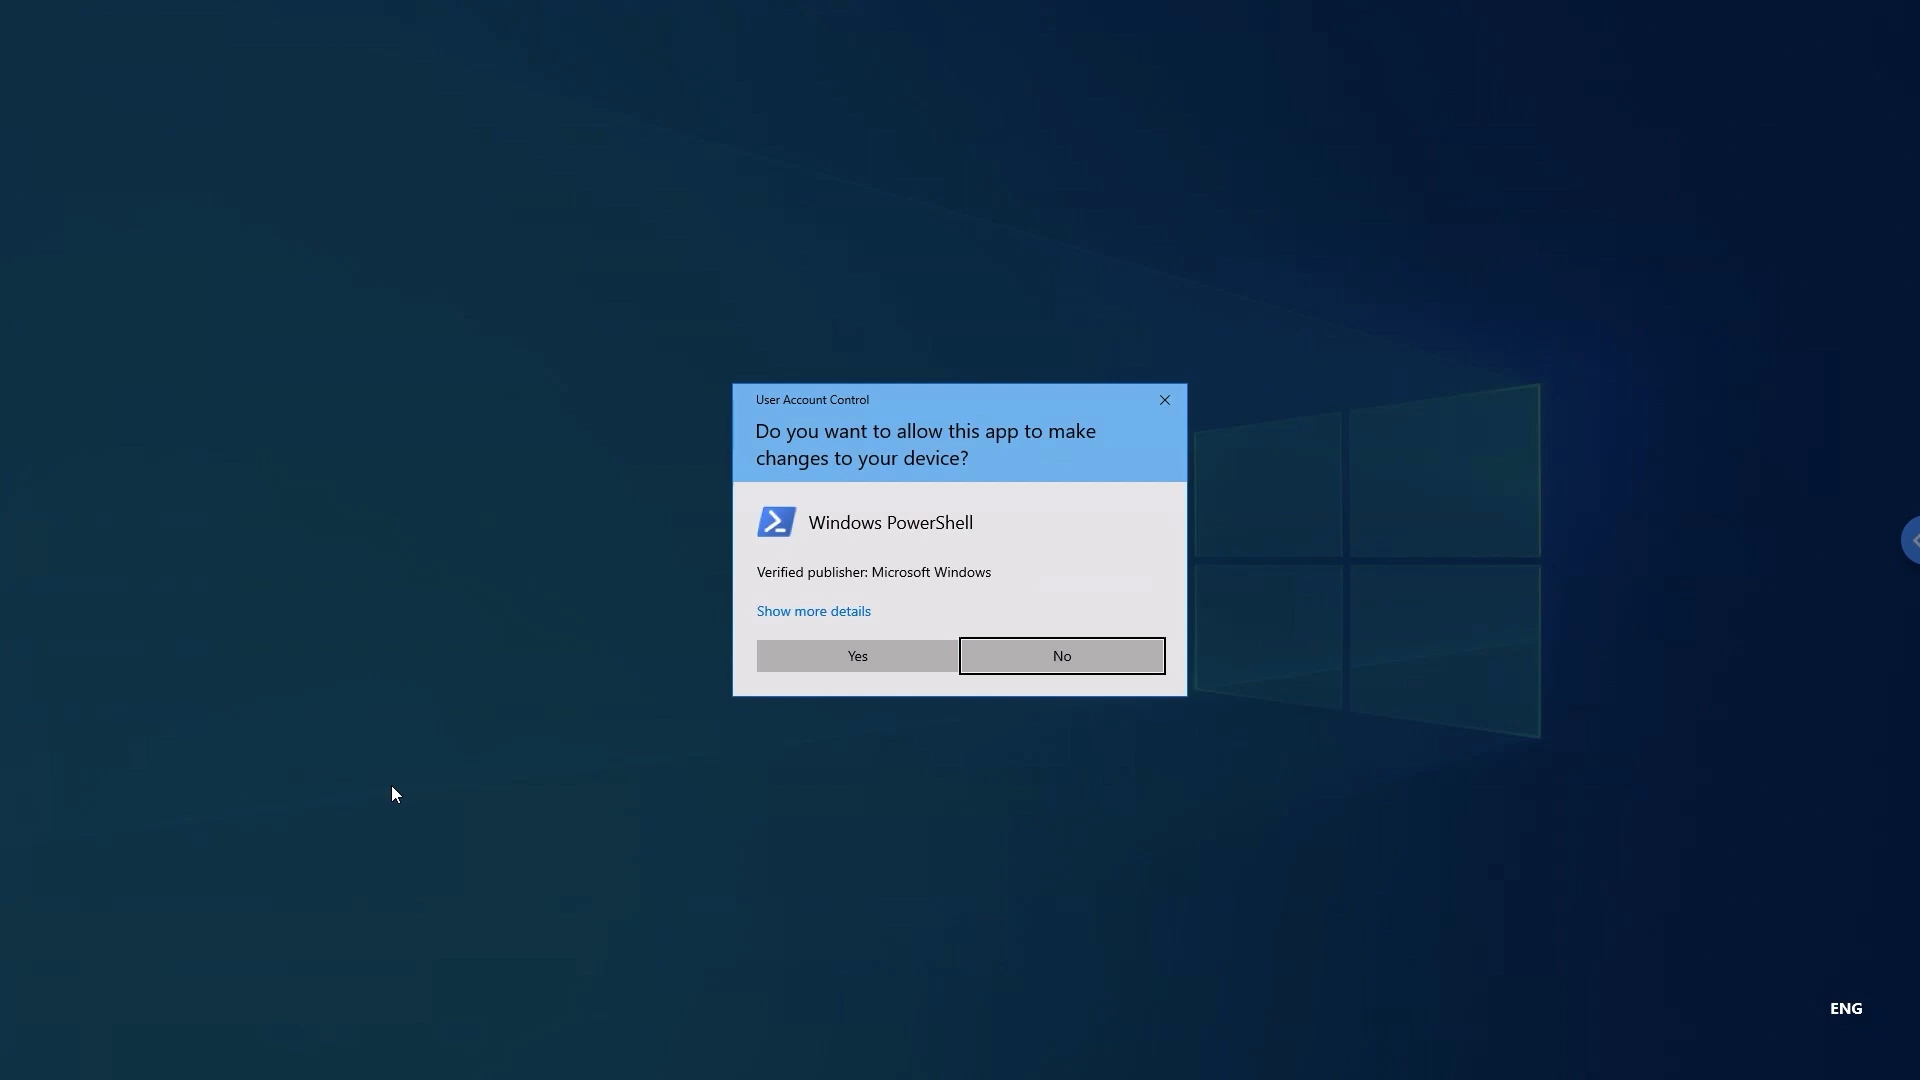 User Account Control
Do you want to allow this app to make
changes to your device?
Windows PowerShell
Verified publisher: Microsoft Windows
Show more details
Yes
No
ENG